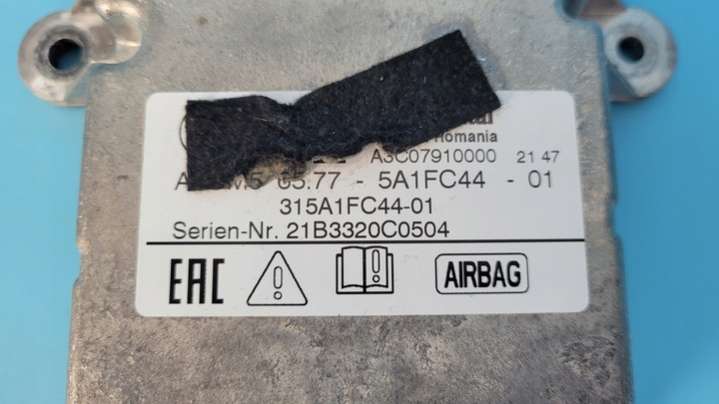 Romania
A3C07910000 21 47
65.77 - 5A1FC44 - 01
315A1FC44-01
Serien-Nr. 21B3320C0504
EAC
AIRBAG